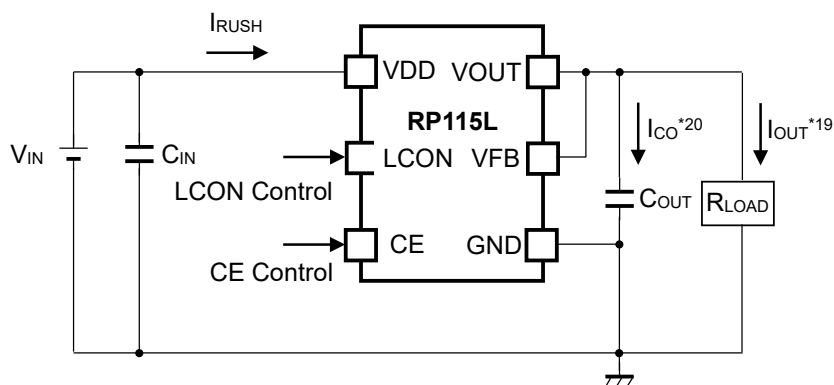 IRUSH
VDD VOUT
RP115L
ICO*20
IOUT*19
VIN
CIN
LCON VFB
LCON Control
COUT
RLOAD
CE GND
CE Control